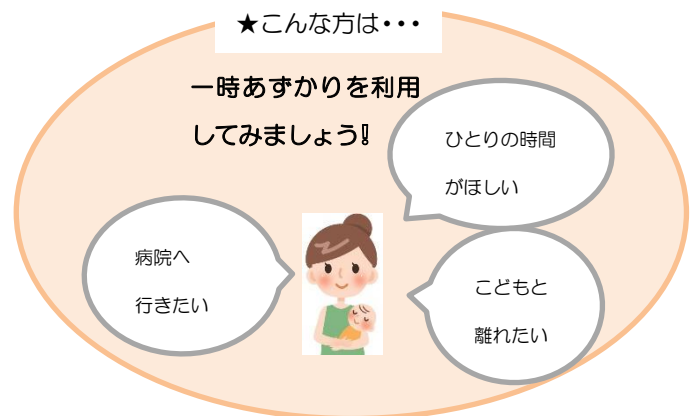 ★こんな方は・・・
一時あずかりを利用
してみましょう‼
ひとりの時間
がほしい
病院へ
行きたい
こどもと
離れたい